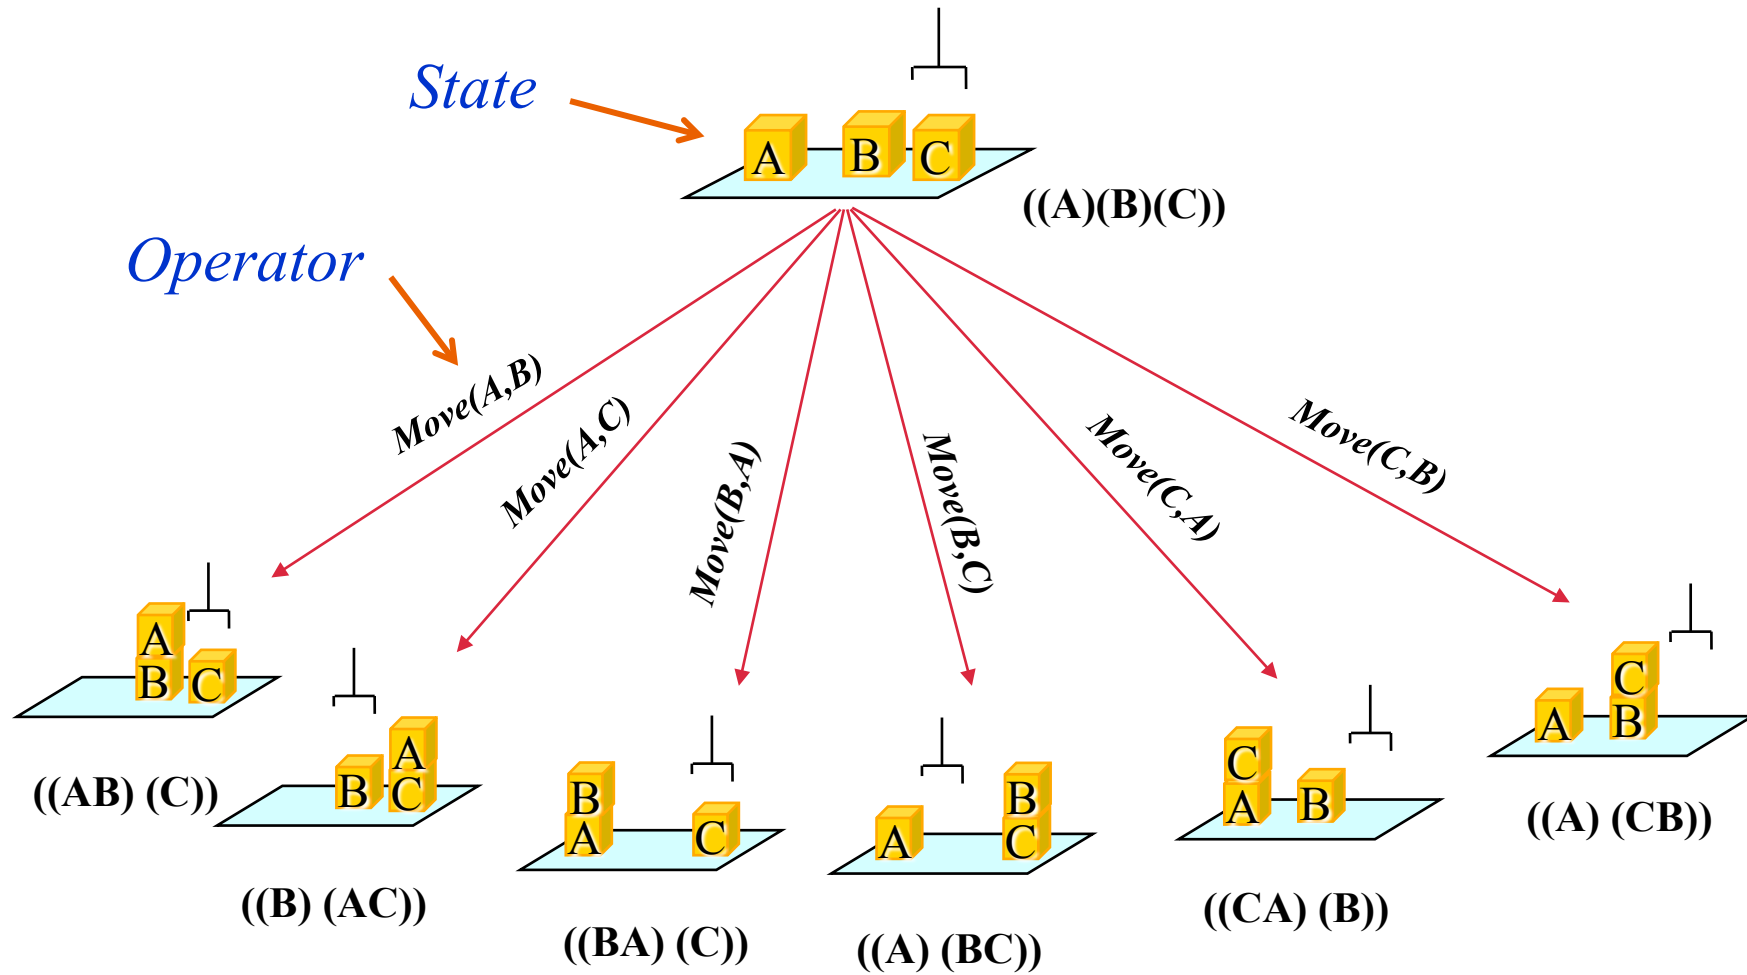 State
A B C
((A)(B)(C))
Operator
Move(A,B)
Move(A,C)
Move(B,A)
Move(B,C)
Move(C,A)
Move(C,B)
A
B C
((AB) (C))
A
B C
((B) (AC))
B
A C
((BA) (C))
B
A C
((A) (BC))
C
A B
((CA) (B))
C
A B
((A) (CB))